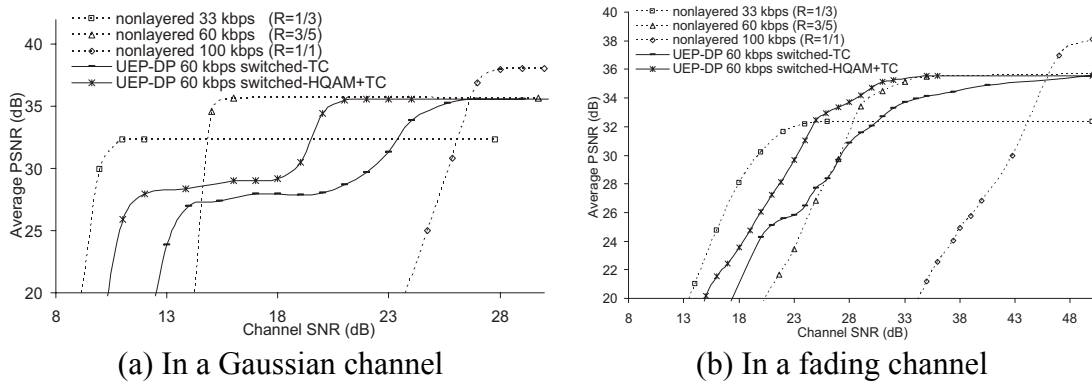 nonlayered 33 kbps (R=1/3)
nonlayered 60 kbps (R=3/5)
nonlayered 100 kbps (R=1/1)
UEP-DP 60 kbps switched-TC
UEP-DP 60 kbps switched-HQAM+TC
Average PSNR (dB)
40
35
30
25
20
8 13 18 23 28
Channel SNR (dB)
(a) In a Gaussian channel
nonlayered 33 kbps (R=1/3)
nonlayered 60 kbps (R=3/5)
nonlayered 100 kbps (R=1/1)
UEP-DP 60 kbps switched-TC
UEP-DP 60 kbps switched-HQAM+TC
Average PSNR (dB)
40
38
36
34
32
30
28
26
24
22
20
8 13 18 23 28 33 38 43 48
Channel SNR (dB)
(b) In a fading channel